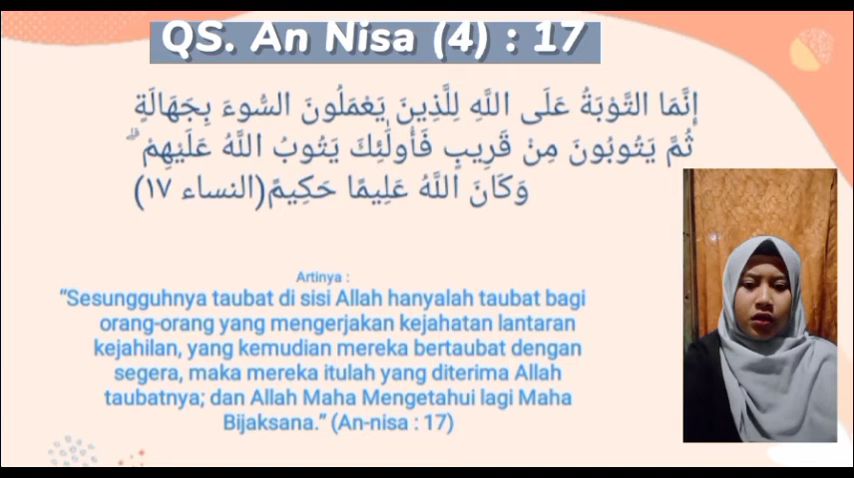 QS. An Nisa (4) : 17
إِنَّمَا التَّوْبَةُ عَلَى اللَّهِ لِلَّذِينَ يَعْمَلُونَ السُّوءَ بِجَهَالَةٍ
ثُمَّ يَتُوبُونَ مِنْ قَرِيبٍ فَأُولَٰئِكَ يَتُوبُ اللَّهُ عَلَيْهِمْ ۗ
وَكَانَ اللَّهُ عَلِيمًا حَكِيمً(النساء ١٧)
Artinya :
“Sesungguhnya taubat di sisi Allah hanyalah taubat bagi
orang-orang yang mengerjakan kejahatan lantaran
kejahilan, yang kemudian mereka bertaubat dengan
segera, maka mereka itulah yang diterima Allah
taubatnya; dan Allah Maha Mengetahui lagi Maha
Bijaksana.” (An-nisa : 17)